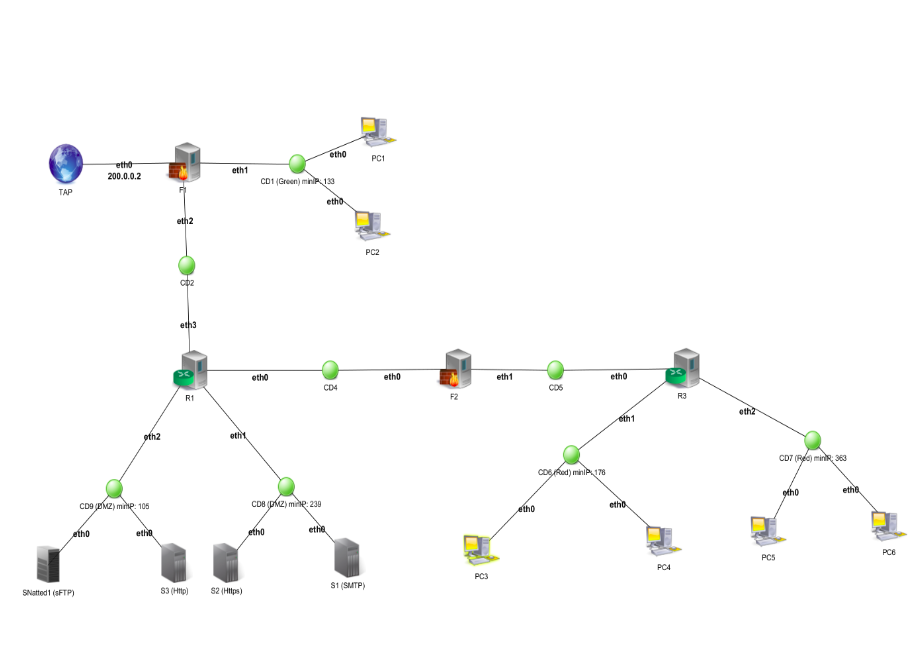 eth0
PC1
eth0
200.0.0.2
eth1
TAP
F1
CD1 (Green) minIP: 133
eth0
eth2
PC2
CD2
eth3
eth0
eth0
eth1
eth0
CD4
CD5
R1
F2
R3
eth2
eth1
eth1
eth2
CD7 (Red) minIP: 363
CD6 (Red) minIP: 176
CD9 (DMZ) minIP: 105
CD8 (DMZ) minIP: 239
eth0
eth0
eth0
eth0
eth0
eth0
eth0
eth0
PC3
PC4
PC5
PC6
SNatted1 (sFTP)
S3 (Http)
S2 (Https)
S1 (SMTP)